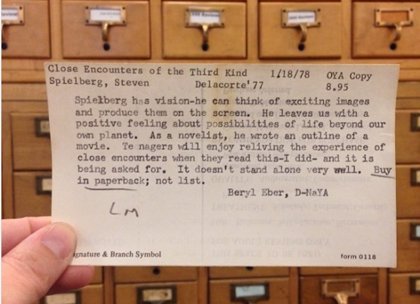 Close Encounters of the Third Kind 1/18/78 OYA Copy
Spielberg, Steven Delacorte'77 8.95
Spielberg has vision-he can think of exciting images
and produce them on the screen. He leaves us with a
positive feeling about possibilities of life beyond our
own planet. As a novelist, he wrote an outline of a
movie. Te nagers will enjoy reliving the experience of
close encounters when they read this-I did- and it is
being asked for. It doesn't stand alone very well. Buy
in paperback; not list.
Beryl Eber, D-NaYA
LM
ignature & Branch Symbol form 0118